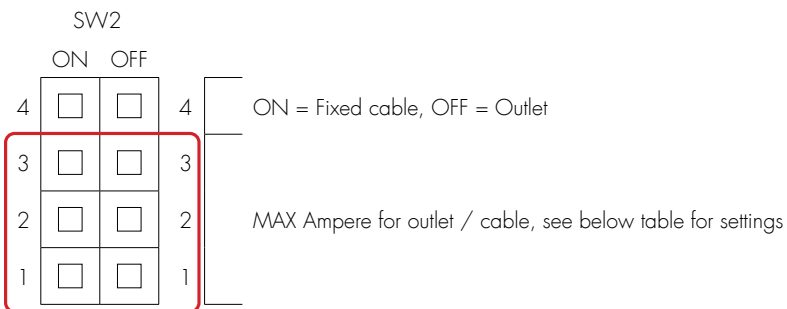 SW2
ON OFF
4 4 ON = Fixed cable, OFF = Outlet
3 3
2 2 MAX Ampere for outlet / cable, see below table for settings
1 1